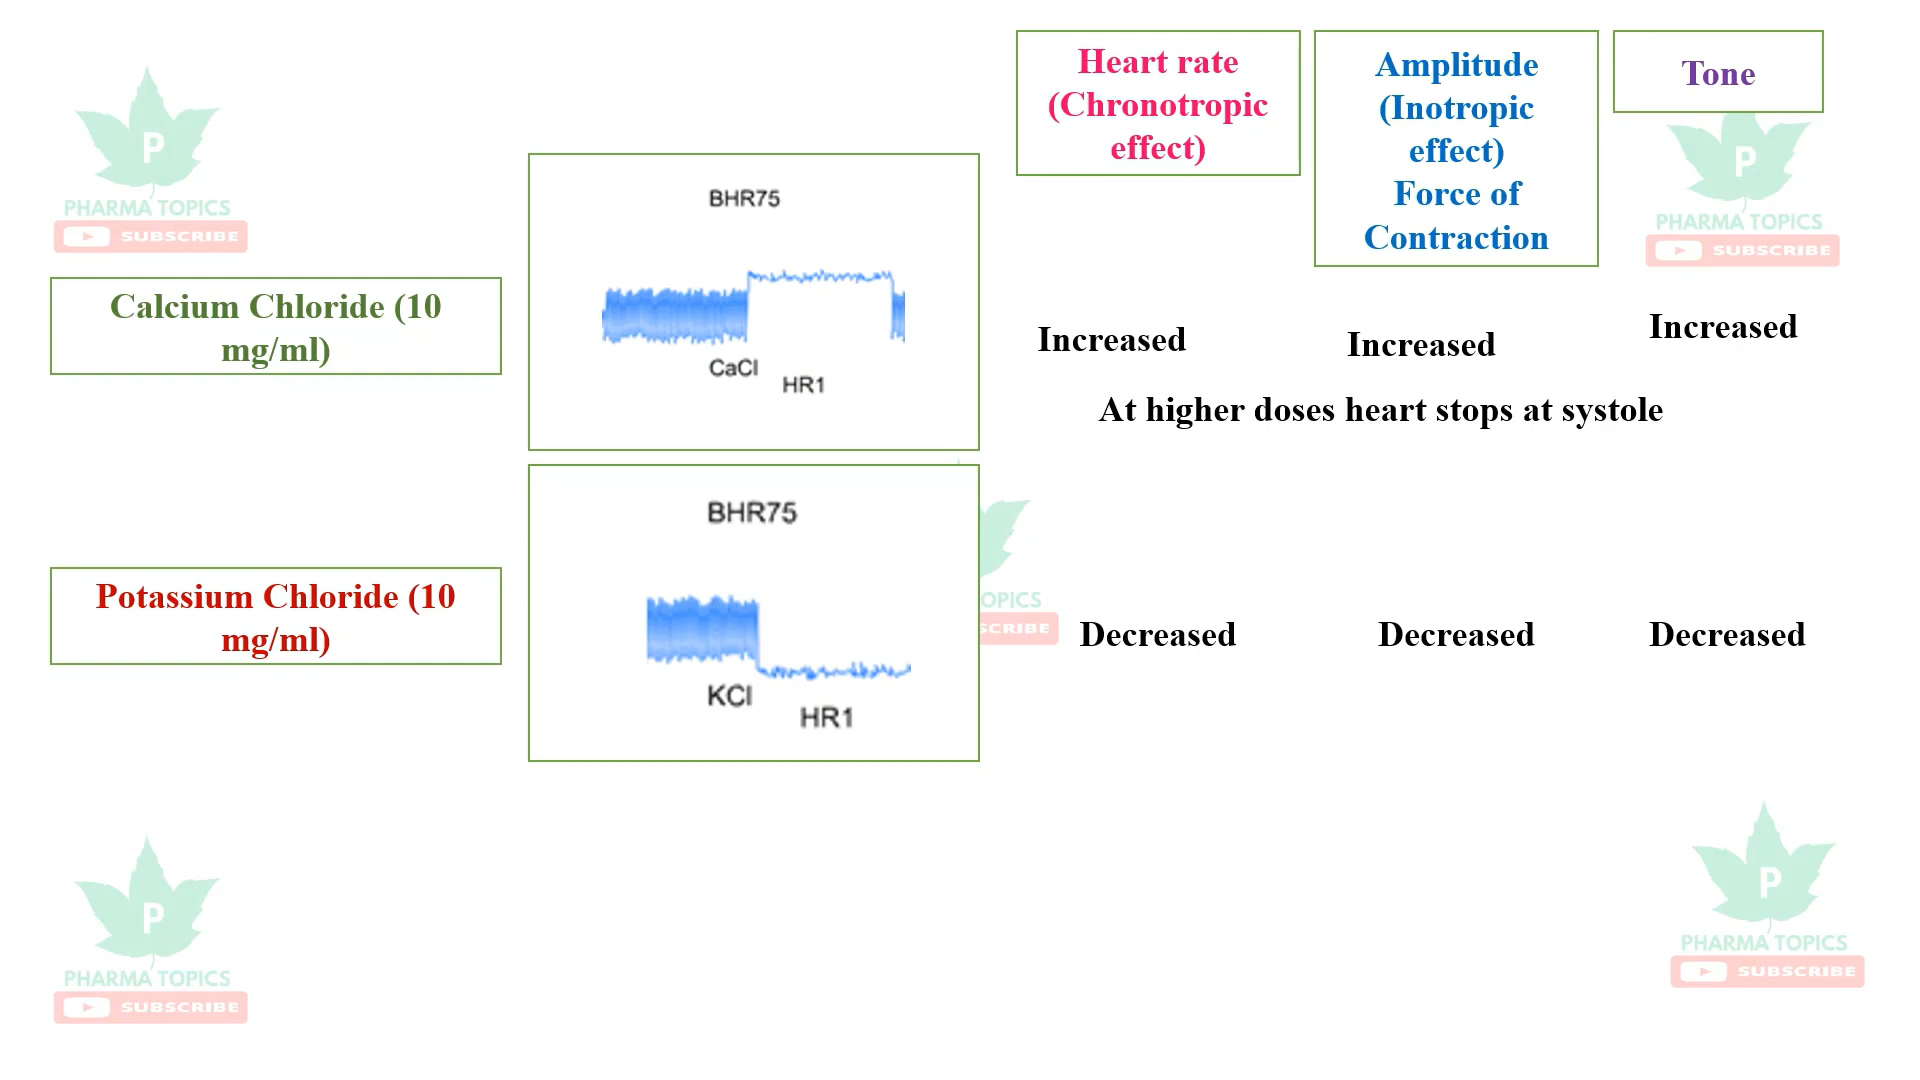 Heart rate
(Chronotropic
effect)
Amplitude
(Inotropic
effect)
Force of
Contraction
Tone
P
PHARMA TOPICS
SUBSCRIBE
P
PHARMA TOPICS
SUBSCRIBE
Calcium Chloride (10
mg/ml)
BHR75
CaCl
HR1
Increased
Increased
Increased
At higher doses heart stops at systole
Potassium Chloride (10
mg/ml)
BHR75
KCl
HR1
OPICS
SCRIBE
Decreased
Decreased
Decreased
P
PHARMA TOPICS
SUBSCRIBE
P
PHARMA TOPICS
SUBSCRIBE